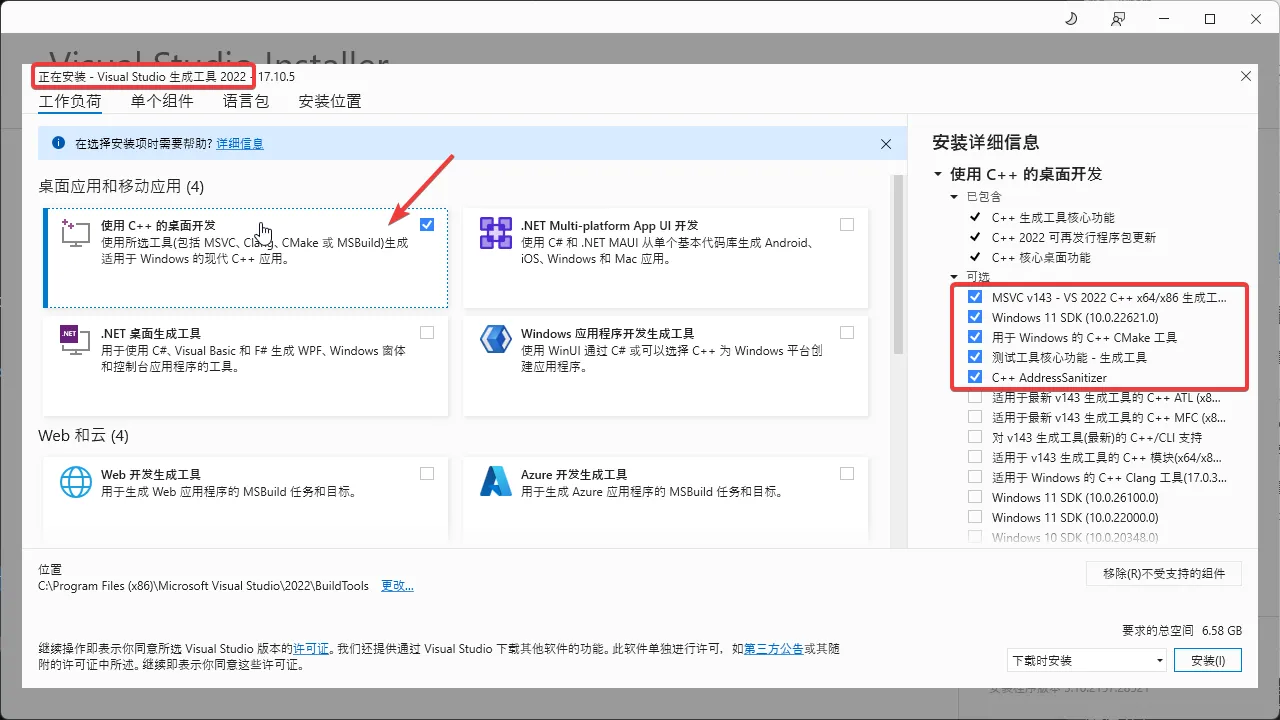 Visual Studio Installer
正在安装 - Visual Studio 生成工具 2022 - 17.10.5
工作负荷 单个组件 语言包 安装位置
在选择安装项时需要帮助? 详细信息
桌面应用和移动应用 (4)
使用 C++ 的桌面开发
使用所选工具(包括 MSVC、Clang、CMake 或 MSBuild)生成
适用于 Windows 的现代 C++ 应用。
.NET Multi-platform App UI 开发
使用 C# 和 .NET MAUI 从单个基本代码库生成 Android、
iOS、Windows 和 Mac 应用。
.NET
.NET 桌面生成工具
用于使用 C#、Visual Basic 和 F# 生成 WPF、Windows 窗体
和控制台应用程序的工具。
Windows 应用程序开发生成工具
使用 WinUI 通过 C# 或可以选择 C++ 为 Windows 平台创
建应用程序。
Web 和云 (4)
Web 开发生成工具
用于生成 Web 应用程序的 MSBuild 任务和目标。
Azure 开发生成工具
用于生成 Azure 应用程序的 MSBuild 任务和目标。
安装详细信息
使用 C++ 的桌面开发
已包含
C++ 生成工具核心功能
C++ 2022 可再发行程序包更新
C++ 核心桌面功能
可选
MSVC v143 - VS 2022 C++ x64/x86 生成工...
Windows 11 SDK (10.0.22621.0)
用于 Windows 的 C++ CMake 工具
测试工具核心功能 - 生成工具
C++ AddressSanitizer
适用于最新 v143 生成工具的 C++ ATL (x8...
适用于最新 v143 生成工具的 C++ MFC (x8...
对 v143 生成工具(最新)的 C++/CLI 支持
适用于 v143 生成工具的 C++ 模块(x64/x8...
适用于 Windows 的 C++ Clang 工具(17.0.3...
Windows 11 SDK (10.0.26100.0)
Windows 11 SDK (10.0.22000.0)
Windows 10 SDK (10.0.20348.0)
位置
C:\Program Files (x86)\Microsoft Visual Studio\2022\BuildTools 更改...
移除(R)不受支持的组件
要求的总空间 6.58 GB
继续操作即表示你同意所选 Visual Studio 版本的许可证。我们还提供通过 Visual Studio 下载其他软件的功能。此软件单独进行许可，如第三方公告或其随
附的许可证中所述。继续即表示你同意这些许可证。
下载时安装 安装(I)